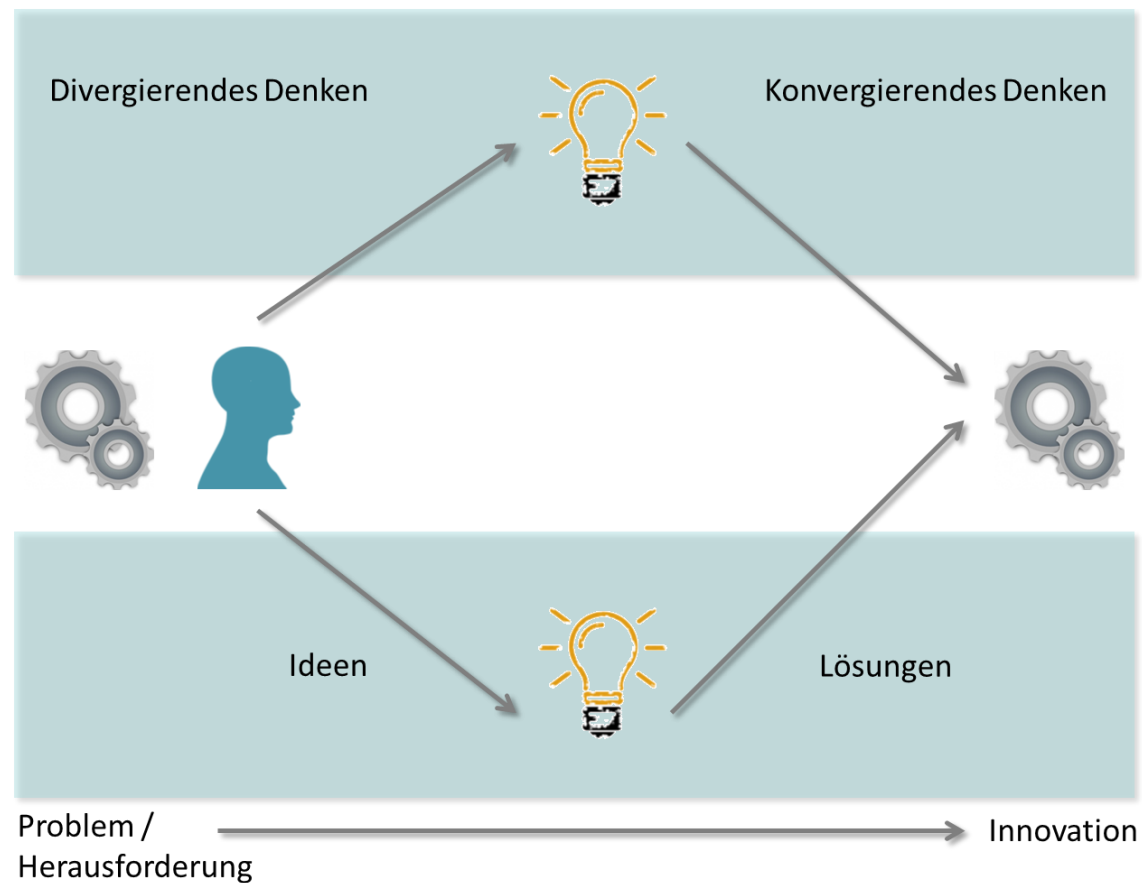 Divergierendes Denken
Konvergierendes Denken
Ideen
Lösungen
Problem /
Herausforderung
Innovation